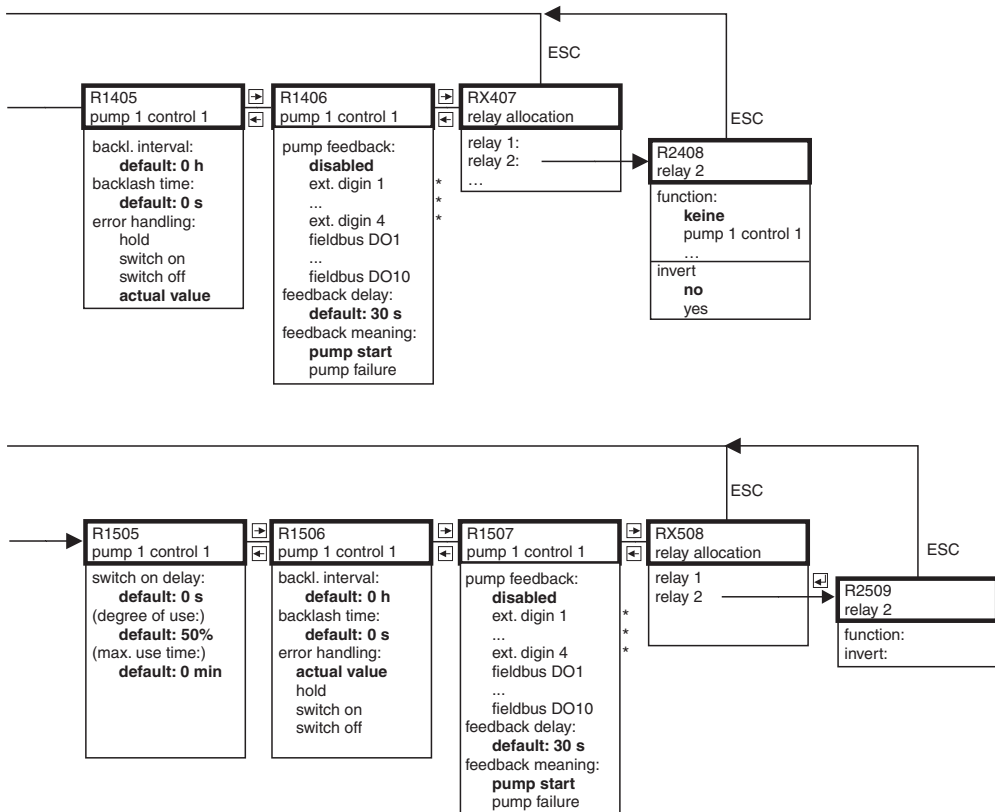 ESC
R1405
pump 1 control 1
backl. interval:
default: 0 h
backlash time:
default: 0 s
error handling:
hold
switch on
switch off
actual value
R1406
pump 1 control 1
pump feedback:
disabled
ext. digin 1 *
... *
ext. digin 4 *
fieldbus DO1
...
fieldbus DO10
feedback delay:
default: 30 s
feedback meaning:
pump start
pump failure
RX407
relay allocation
relay 1:
relay 2:
...
ESC
R2408
relay 2
function:
keine
pump 1 control 1
...
invert
no
yes
R1505
pump 1 control 1
switch on delay:
default: 0 s
(degree of use:)
default: 50%
(max. use time:)
default: 0 min
R1506
pump 1 control 1
backl. interval:
default: 0 h
backlash time:
default: 0 s
error handling:
actual value
hold
switch on
switch off
R1507
pump 1 control 1
pump feedback:
disabled
ext. digin 1 *
... *
ext. digin 4 *
fieldbus DO1
...
fieldbus DO10
feedback delay:
default: 30 s
feedback meaning:
pump start
pump failure
ESC
RX508
relay allocation
relay 1
relay 2
ESC
R2509
relay 2
function:
invert: